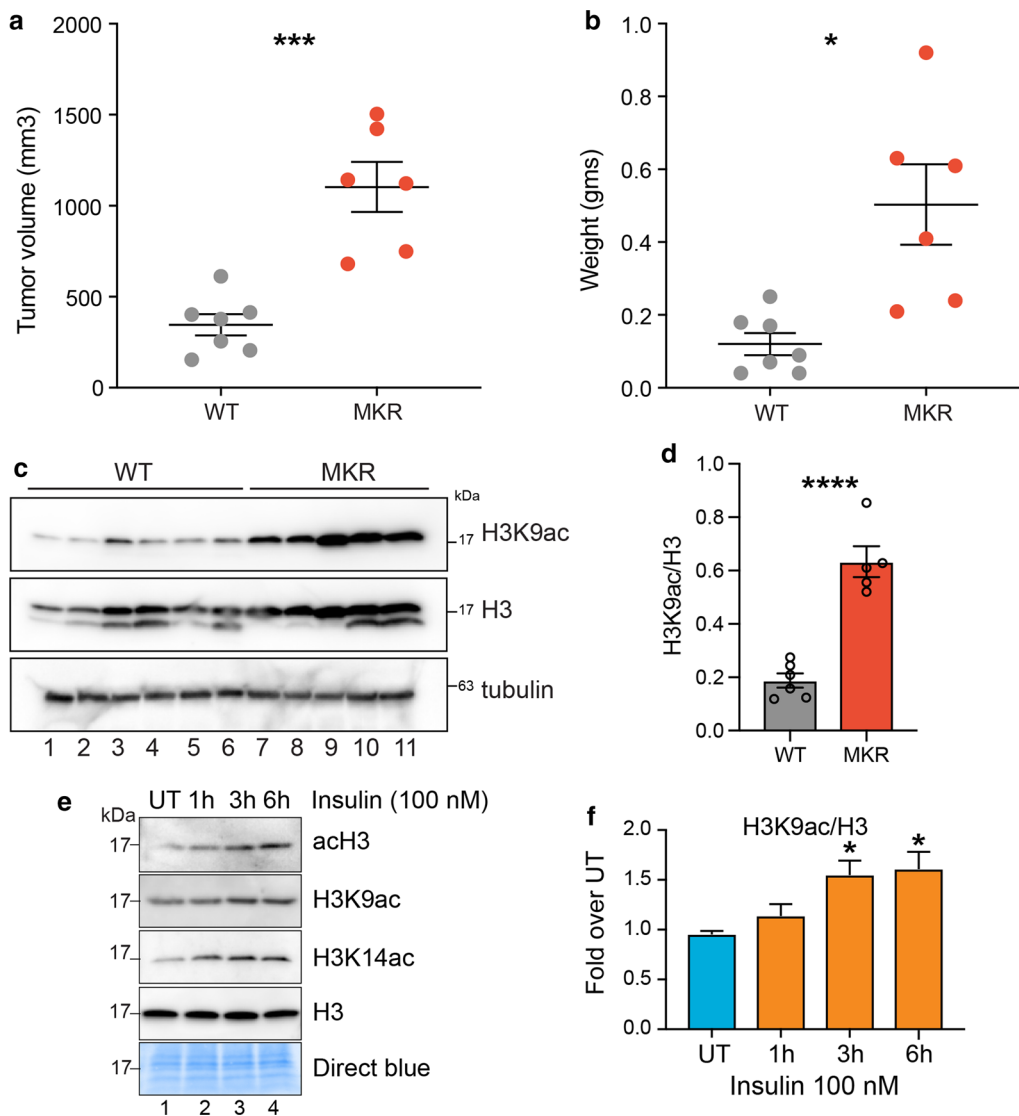 a
2000
1500
1000
500
0
Tumor volume (mm3)
***
WT
MKR
b
1.0
0.8
0.6
0.4
0.2
0.0
Weight (gms)
*
WT
MKR
c
WT
MKR
kDa
17
H3K9ac
17
H3
63
tubulin
1 2 3 4 5 6 7 8 9 10 11
d
1.0
0.8
0.6
0.4
0.2
0.0
H3K9ac/H3
****
WT
MKR
e
UT 1h 3h 6h Insulin (100 nM)
kDa
17
acH3
17
H3K9ac
17
H3K14ac
17
H3
17
Direct blue
1 2 3 4
f
H3K9ac/H3
2.0
1.5
1.0
0.5
0.0
Fold over UT
* *
UT 1h 3h 6h
Insulin 100 nM